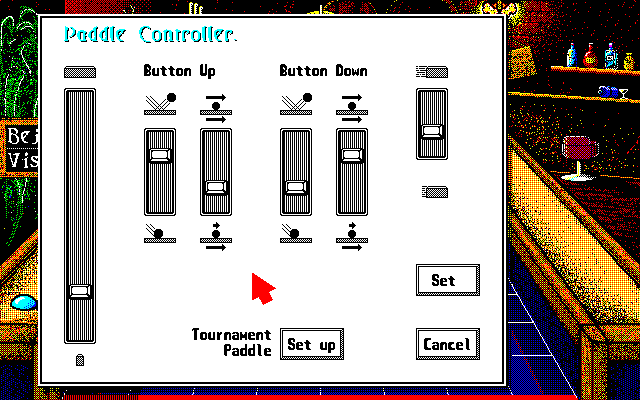 Paddle Controller.
Button Up
Button Down
Set
Tournament
Paddle
Set up
Cancel